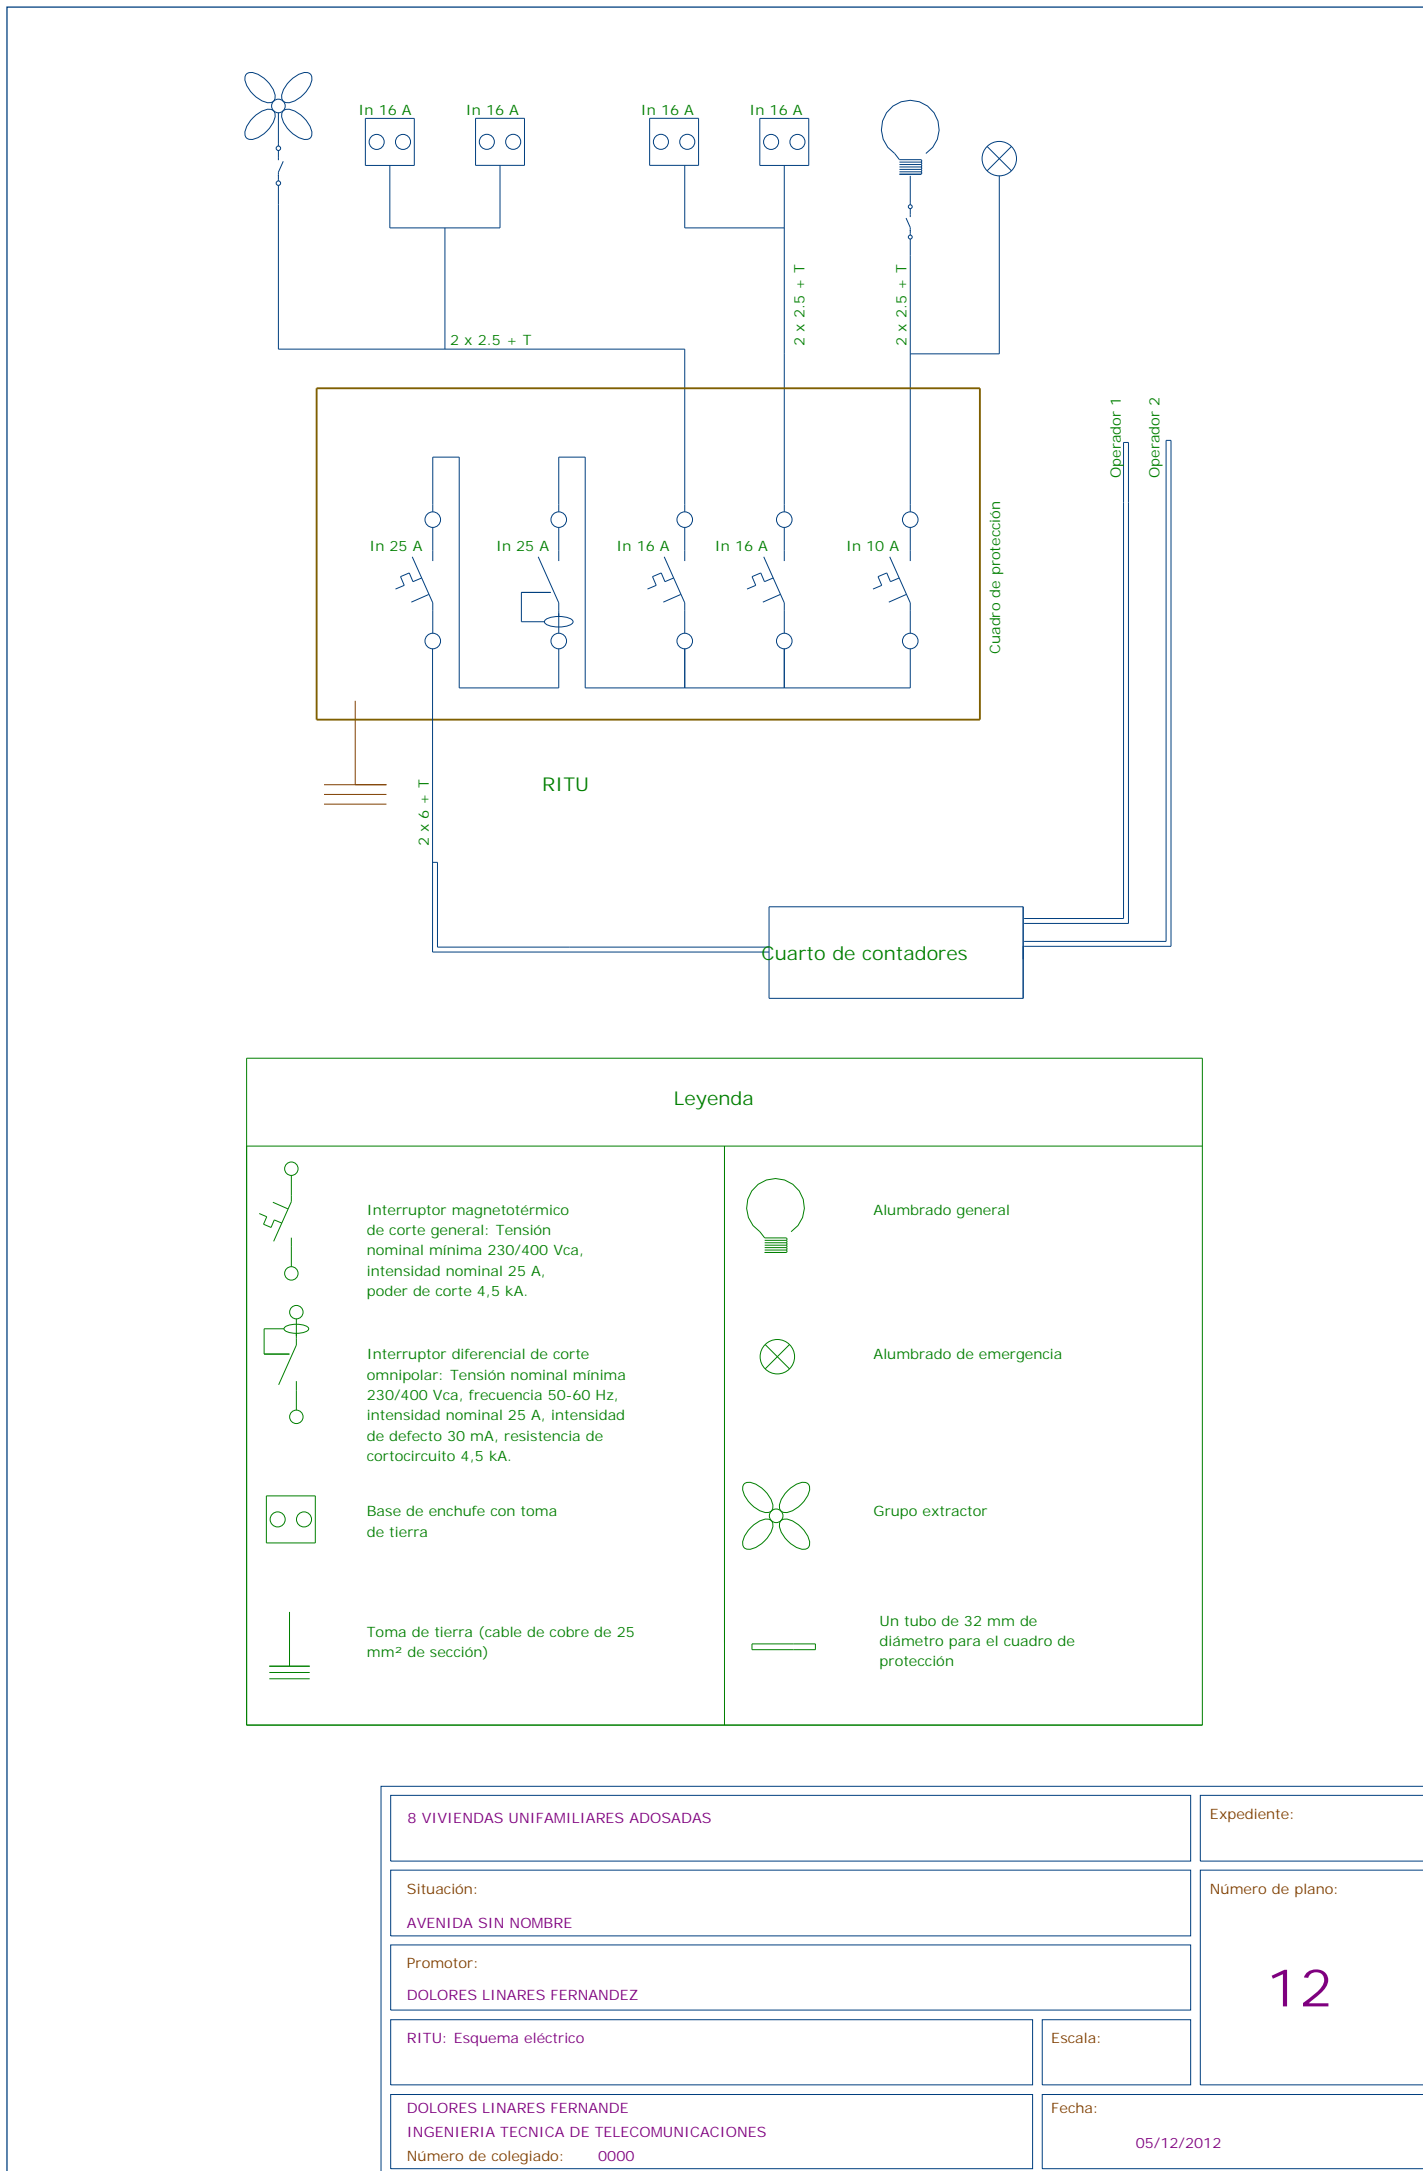 In 16 A
In 16 A
In 16 A
In 16 A
2 x 2.5 + T
2 x 2.5 + T
2 x 2.5 + T
Operador 1
Operador 2
In 25 A
In 25 A
In 16 A
In 16 A
In 10 A
Cuadro de protección
RITU
2 x 6 + T
Cuarto de contadores
Leyenda
Interruptor magnetotérmico
de corte general: Tensión
nominal mínima 230/400 Vca,
intensidad nominal 25 A,
poder de corte 4,5 kA.
Interruptor diferencial de corte
omnipolar: Tensión nominal mínima
230/400 Vca, frecuencia 50-60 Hz,
intensidad nominal 25 A, intensidad
de defecto 30 mA, resistencia de
cortocircuito 4,5 kA.
Base de enchufe con toma
de tierra
Toma de tierra (cable de cobre de 25
mm² de sección)
Alumbrado general
Alumbrado de emergencia
Grupo extractor
Un tubo de 32 mm de
diámetro para el cuadro de
protección
8 VIVIENDAS UNIFAMILIARES ADOSADAS
Expediente:
Situación:
AVENIDA SIN NOMBRE
Número de plano:
12
Promotor:
DOLORES LINARES FERNANDEZ
RITU: Esquema eléctrico
Escala:
DOLORES LINARES FERNANDE
INGENIERIA TECNICA DE TELECOMUNICACIONES
Número de colegiado: 0000
Fecha:
05/12/2012